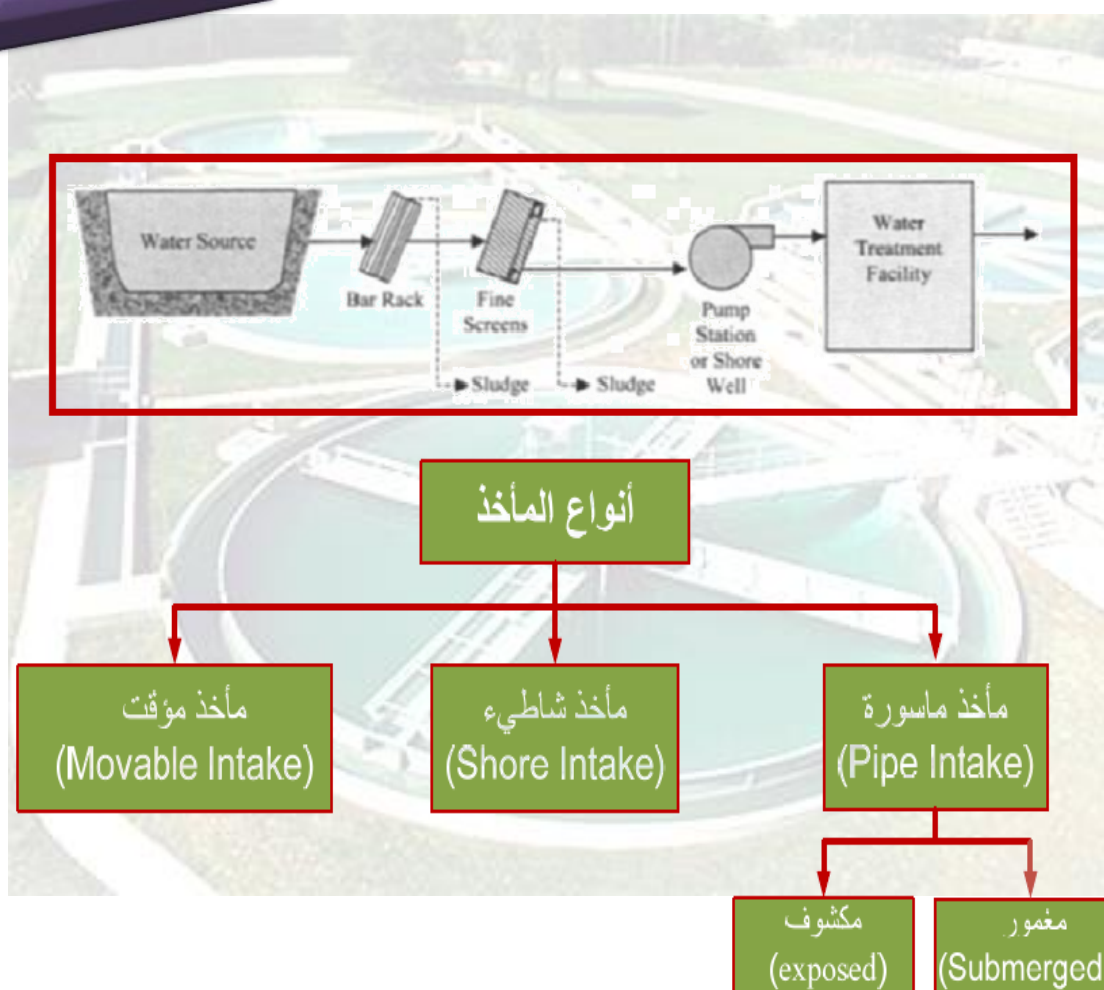 Water Source
Bar Rack
Fine
Screens
Sludge
Sludge
Pump
Station
or Shore
Well
Water
Treatment
Facility
أنواع المأخذ
مأخذ ماسورة
(Pipe Intake)
مأخذ شاطيء
(Shore Intake)
مأخذ مؤقت
(Movable Intake)
مغمور
(Submerged
مكشوف
(exposed)